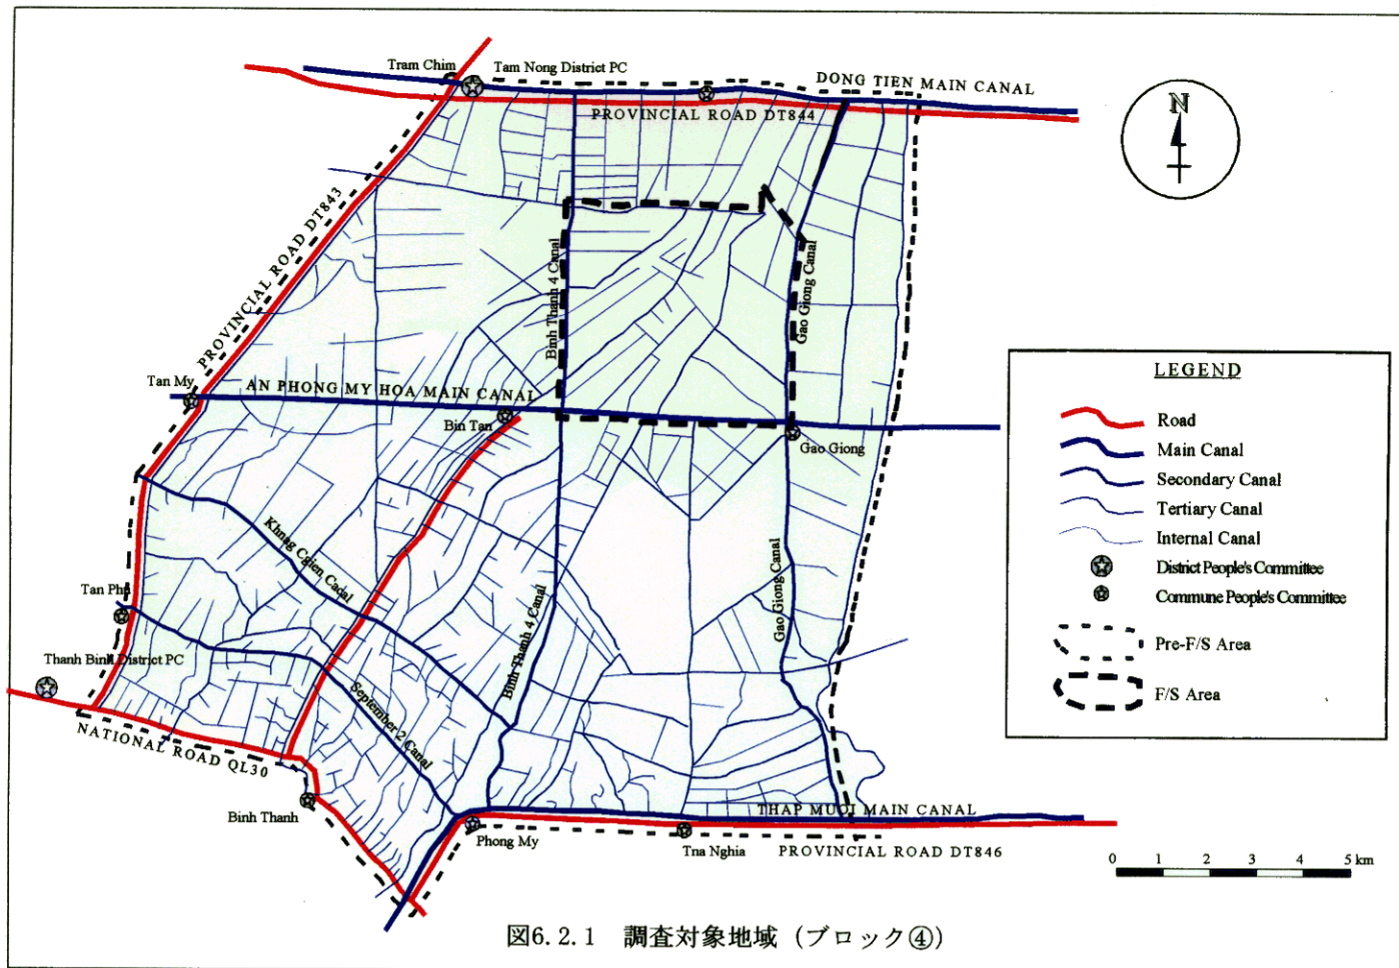 Tram Chim
Tam Nong District PC
DONG TIEN MAIN CANAL
PROVINCIAL ROAD DT844
N
PROVINCIAL ROAD DT843
Binh Thanh 4 Canal
Gao Giong Canal
Tan My
AN PHONG MY HOA MAIN CANAL
Bin Tan
Gao Giong
Khnag Cgien Cacal
Gao Giong Canal
Binh Thanh 4 Canal
Tan Phu
Thanh Binh District PC
September 2 Canal
NATIONAL ROAD QL30
Binh Thanh
THAP MUOI MAIN CANAL
Phong My
Tna Nghia
PROVINCIAL ROAD DT846
LEGEND
Road
Main Canal
Secondary Canal
Tertiary Canal
Internal Canal
District People's Committee
Commune People's Committee
Pre-F/S Area
F/S Area
0 1 2 3 4 5 km
図6.2.1 調査対象地域（ブロック④）